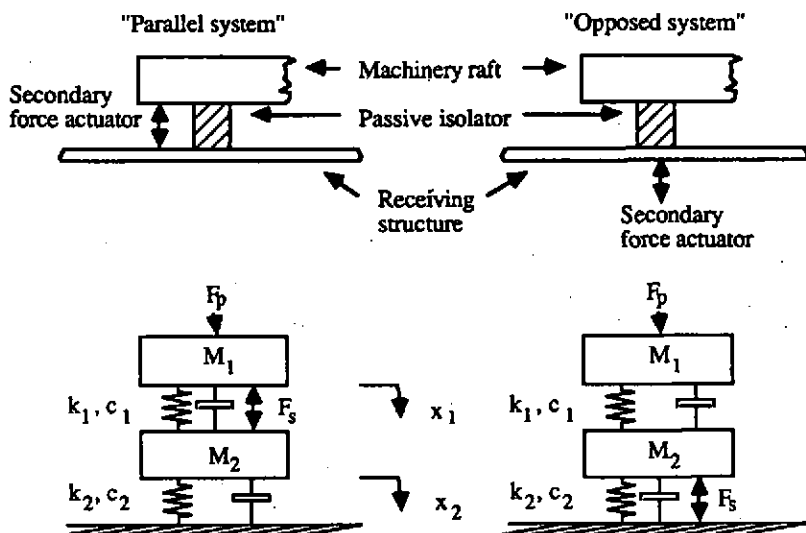 "Parallel system"
"Opposed system"
Machinery raft
Secondary
force actuator
Passive isolator
Receiving
structure
Secondary
force actuator
Fp
M1
k1, c1
Fs
x1
M2
k2, c2
x2
Fp
M1
k1, c1
M2
k2, c2
Fs